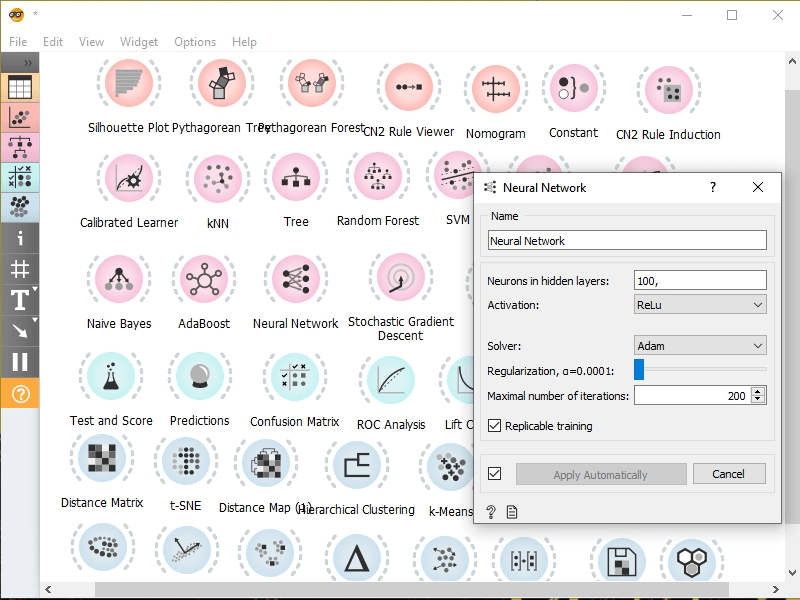 *
File Edit View Widget Options Help
Silhouette Plot
Pythagorean Tree
Pythagorean Forest
CN2 Rule Viewer
Nomogram
Constant
CN2 Rule Induction
Calibrated Learner
kNN
Tree
Random Forest
SVM
Naive Bayes
AdaBoost
Neural Network
Stochastic Gradient
Descent
Test and Score
Predictions
Confusion Matrix
ROC Analysis
Lift C
Distance Matrix
t-SNE
Distance Map (1)
Hierarchical Clustering
k-Means
Neural Network ?
Name
Neural Network
Neurons in hidden layers: 100,
Activation: ReLu
Solver: Adam
Regularization, α=0.0001:
Maximal number of iterations: 200
Replicable training
Apply Automatically Cancel
?